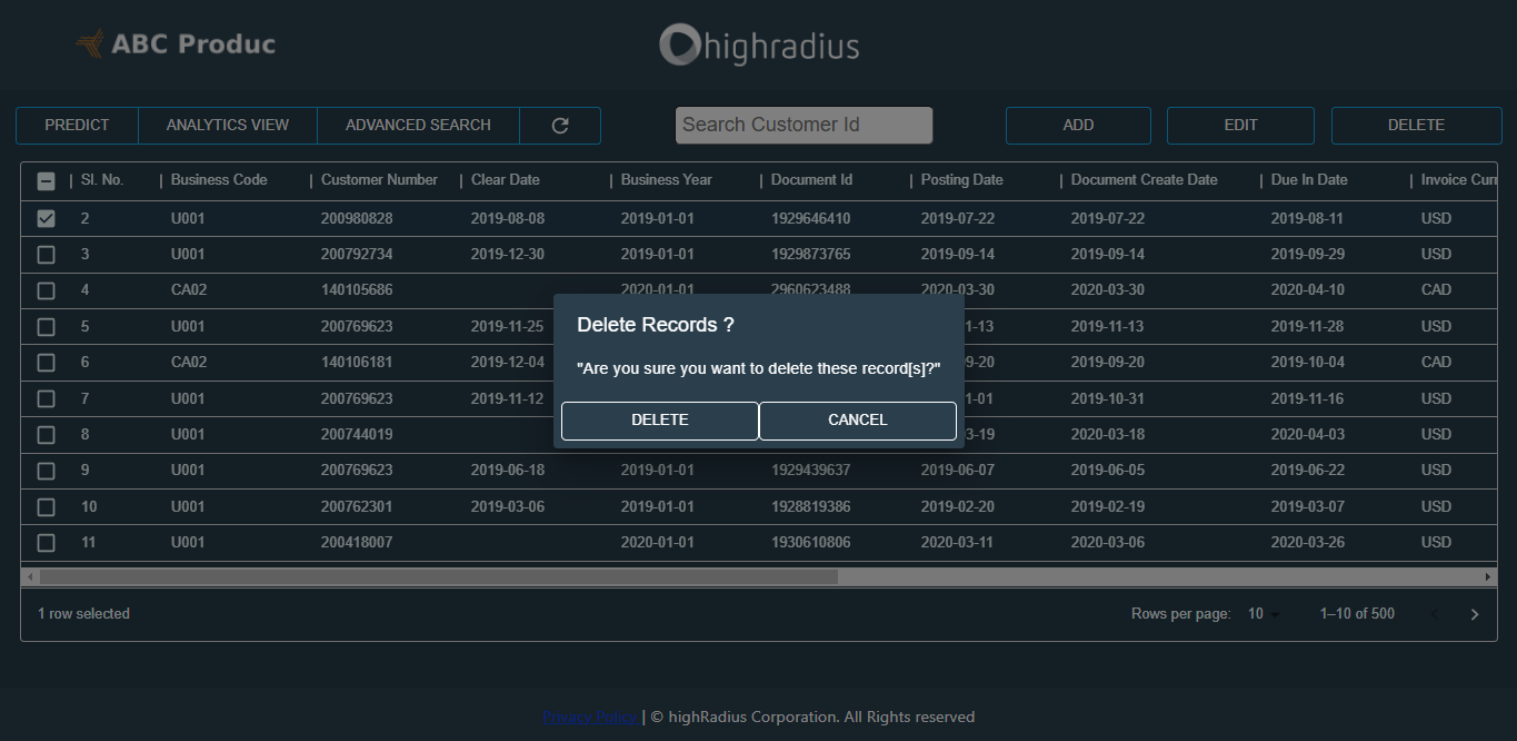 ABC Produc
highradius
PREDICT ANALYTICS VIEW ADVANCED SEARCH Search Customer Id ADD EDIT DELETE
Sl. No. | Business Code | Customer Number | Clear Date | Business Year | Document Id | Posting Date | Document Create Date | Due In Date | Invoice Curr
2 U001 200980828 2019-08-08 2019-01-01 1929646410 2019-07-22 2019-07-22 2019-08-11 USD
3 U001 200792734 2019-12-30 2019-01-01 1929873765 2019-09-14 2019-09-14 2019-09-29 USD
4 CA02 140105686 2020-01-01 2960623488 2020-03-30 2020-03-30 2020-04-10 CAD
5 U001 200769623 2019-11-25 1-13 2019-11-13 2019-11-28 USD
6 CA02 140106181 2019-12-04 9-20 2019-09-20 2019-10-04 CAD
7 U001 200769623 2019-11-12 1-01 2019-10-31 2019-11-16 USD
8 U001 200744019 3-19 2020-03-18 2020-04-03 USD
9 U001 200769623 2019-06-18 2019-01-01 1929439637 2019-06-07 2019-06-05 2019-06-22 USD
10 U001 200762301 2019-03-06 2019-01-01 1928819386 2019-02-20 2019-02-19 2019-03-07 USD
11 U001 200418007 2020-01-01 1930610806 2020-03-11 2020-03-06 2020-03-26 USD
Delete Records ?
"Are you sure you want to delete these record[s]?"
DELETE CANCEL
1 row selected Rows per page: 10 1–10 of 500
Privacy Policy | © highRadius Corporation. All Rights reserved